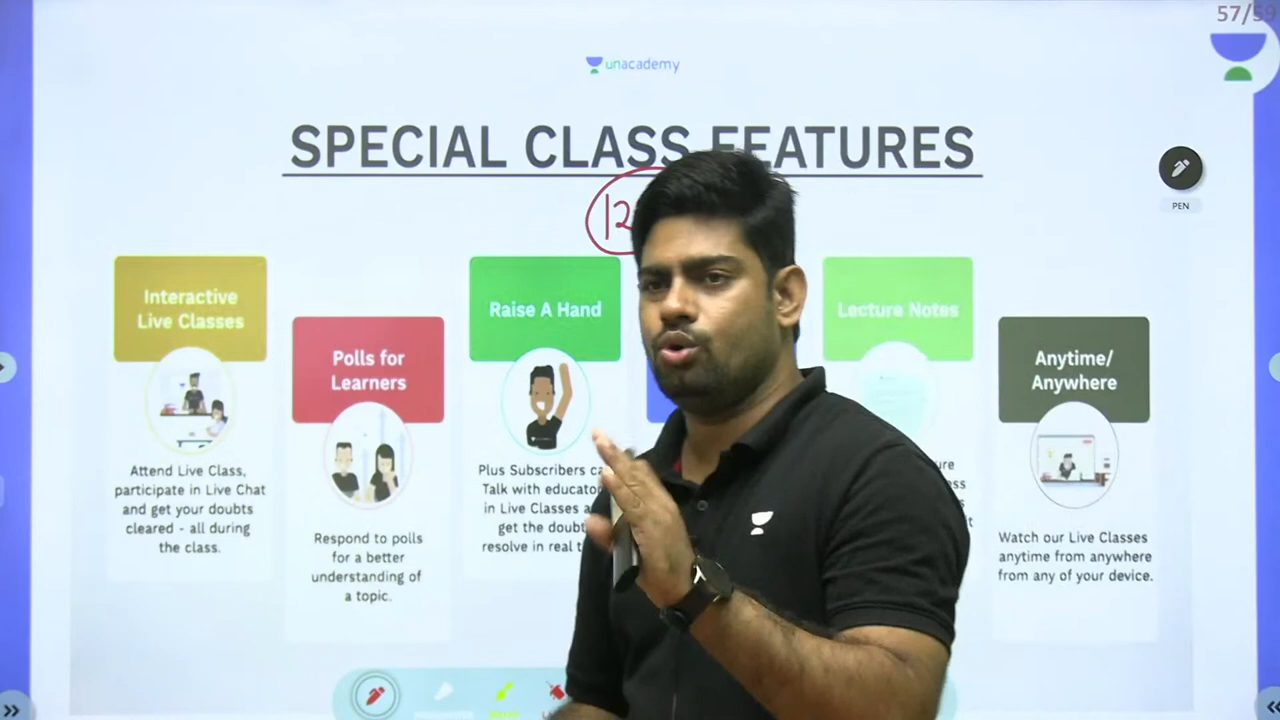 57/59
unacademy
SPECIAL CLASS FEATURES
12
PEN
Interactive
Live Classes
Attend Live Class,
participate in Live Chat
and get your doubts
cleared - all during
the class.
Polls for
Learners
Respond to polls
for a better
understanding of
a topic.
Raise A Hand
Plus Subscribers
Talk with educato
in Live Classes
get the doubt
resolve in real
Lecture Notes
Anytime/
Anywhere
Watch our Live Classes
anytime from anywhere
from any of your device.